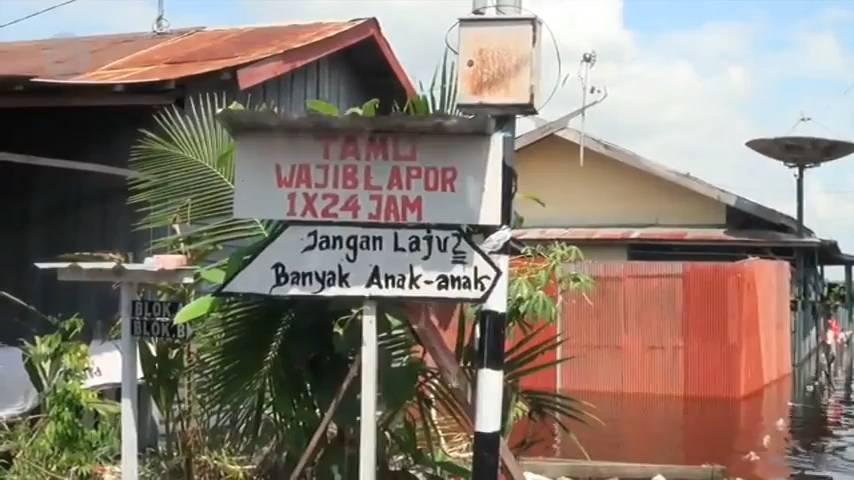 TAMU
WAJIB LAPOR
1X24 JAM
Jangan Laju2
Banyak Anak-anak
BLOK.A
BLOK.B